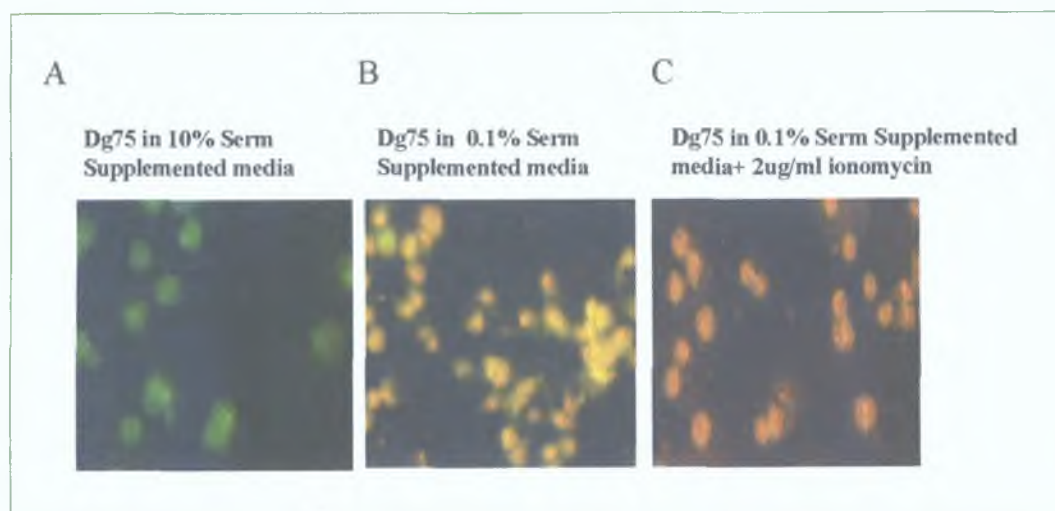 A
B
C
Dg75 in 10% Serm
Supplemented media
Dg75 in 0.1% Serm
Supplemented media
Dg75 in 0.1% Serm Supplemented
media+ 2ug/ml ionomycin